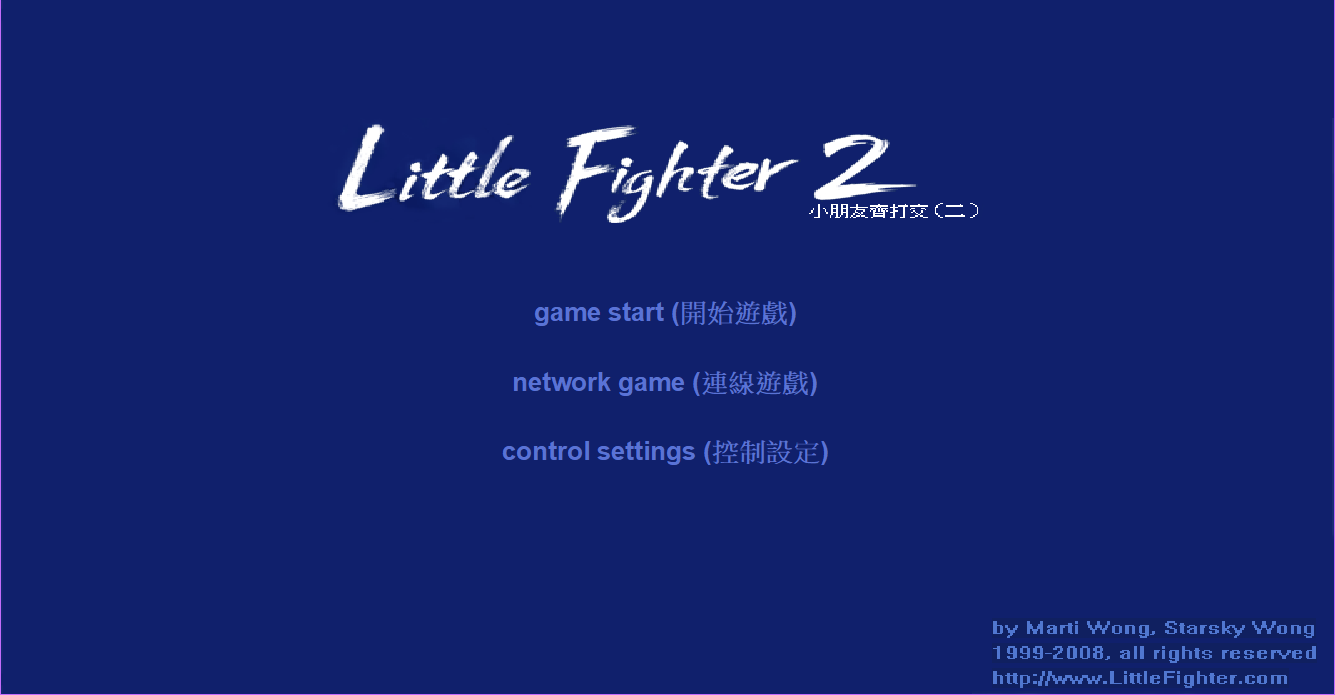 Little Fighter 2
小朋友齊打交(二)
game start (開始遊戲)
network game (連線遊戲)
control settings (控制設定)
by Marti Wong, Starsky Wong
1999-2008, all rights reserved
http://www.LittleFighter.com